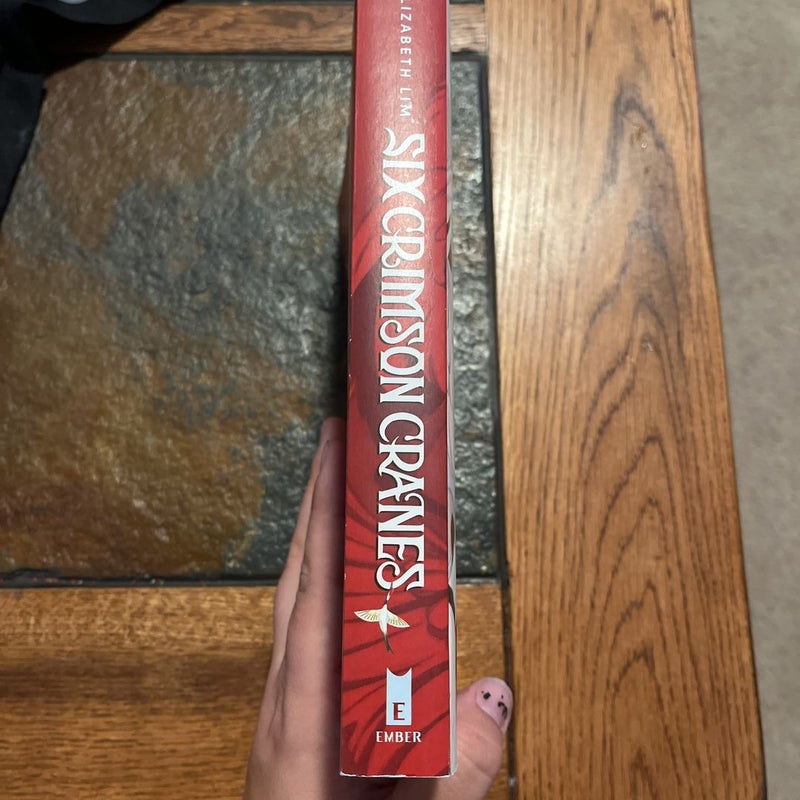 LIZABETH LIM
SIX CRIMSON CRANES
E
EMBER